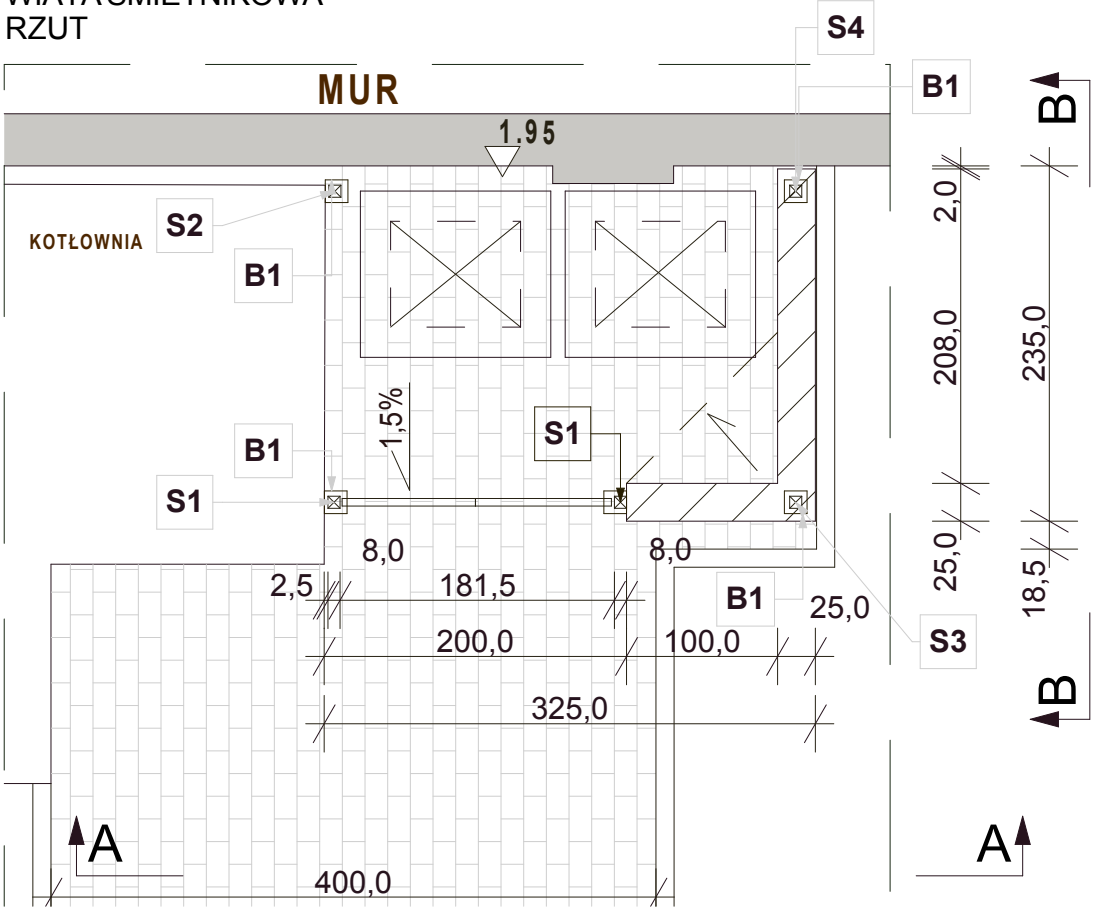 WIATA ŚMIETNIKOWA
RZUT
S4
MUR
B1
B
1.95
S2
2,0
KOTŁOWNIA
B1
208,0
235,0
1,5%
S1
B1
S1
8,0
8,0
25,0
18,5
2,5
181,5
B1
25,0
200,0
100,0
S3
B
325,0
A
A
400,0